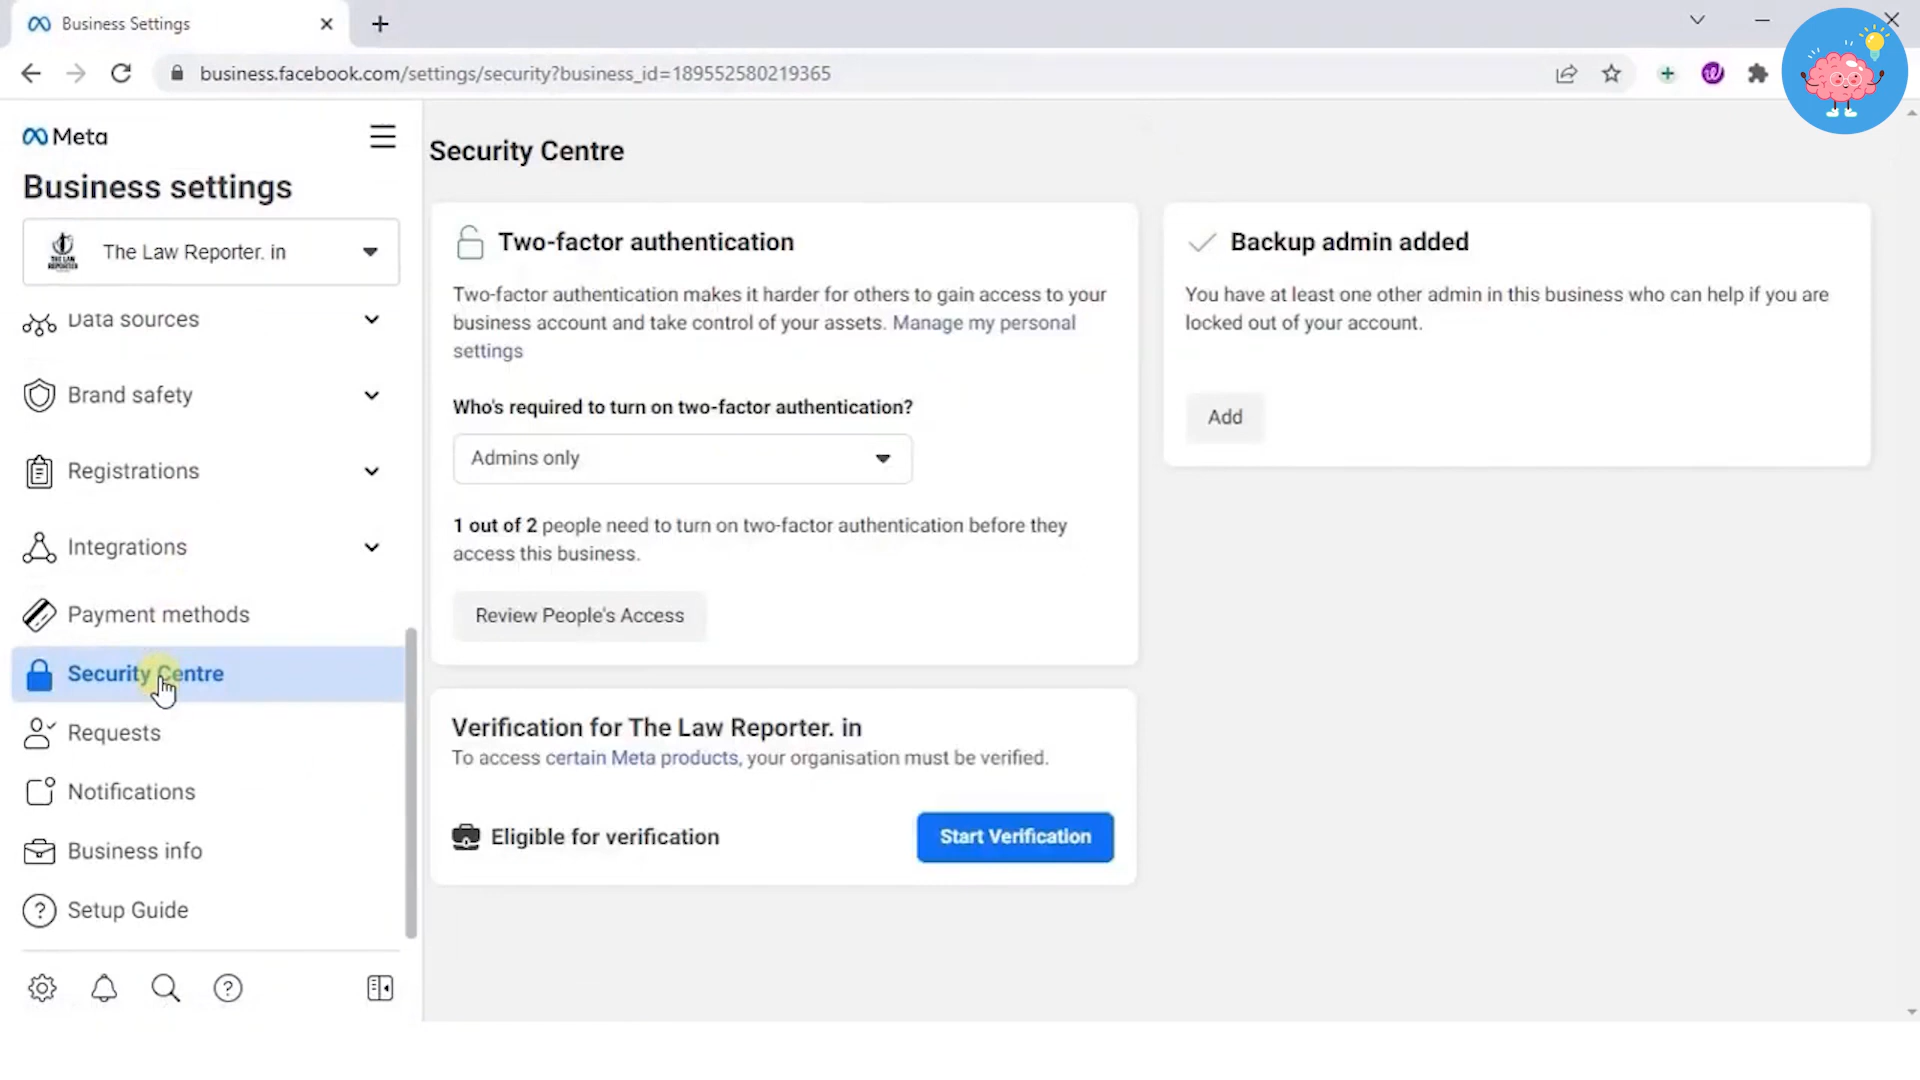 Business Settings
business.facebook.com/settings/security?business_id=189552580219365
Meta
Business settings
THE LAW
REPORTER
The Law Reporter. in
Data sources
Brand safety
Registrations
Integrations
Payment methods
Security Centre
Requests
Notifications
Business info
Setup Guide
Security Centre
Two-factor authentication
Two-factor authentication makes it harder for others to gain access to your
business account and take control of your assets. Manage my personal
settings
Who's required to turn on two-factor authentication?
Admins only
1 out of 2 people need to turn on two-factor authentication before they
access this business.
Review People's Access
Verification for The Law Reporter. in
To access certain Meta products, your organisation must be verified.
Eligible for verification
Start Verification
Backup admin added
You have at least one other admin in this business who can help if you are
locked out of your account.
Add